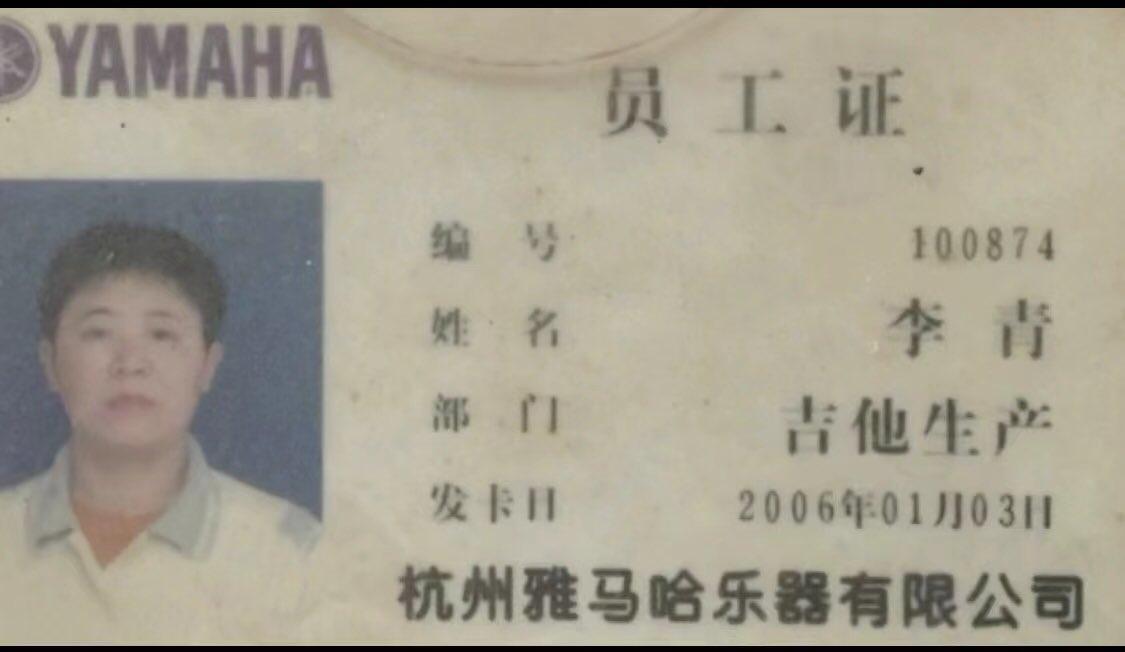 YAMAHA
员工证
编号 100874
姓名 李青
部门 吉他生产
发卡日 2006年01月03日
杭州雅马哈乐器有限公司